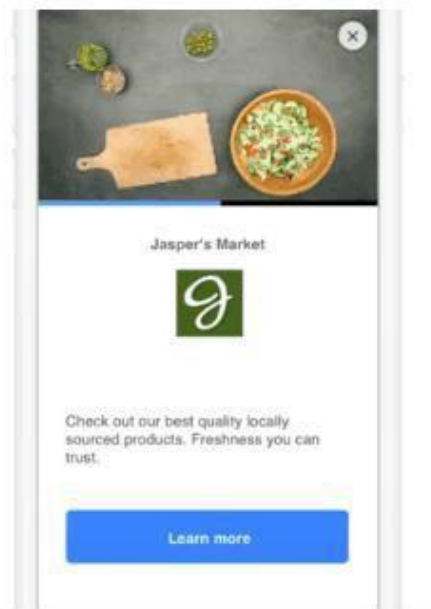 Jasper's Market
Check out our best quality locally
sourced products. Freshness you can
trust.
Learn more